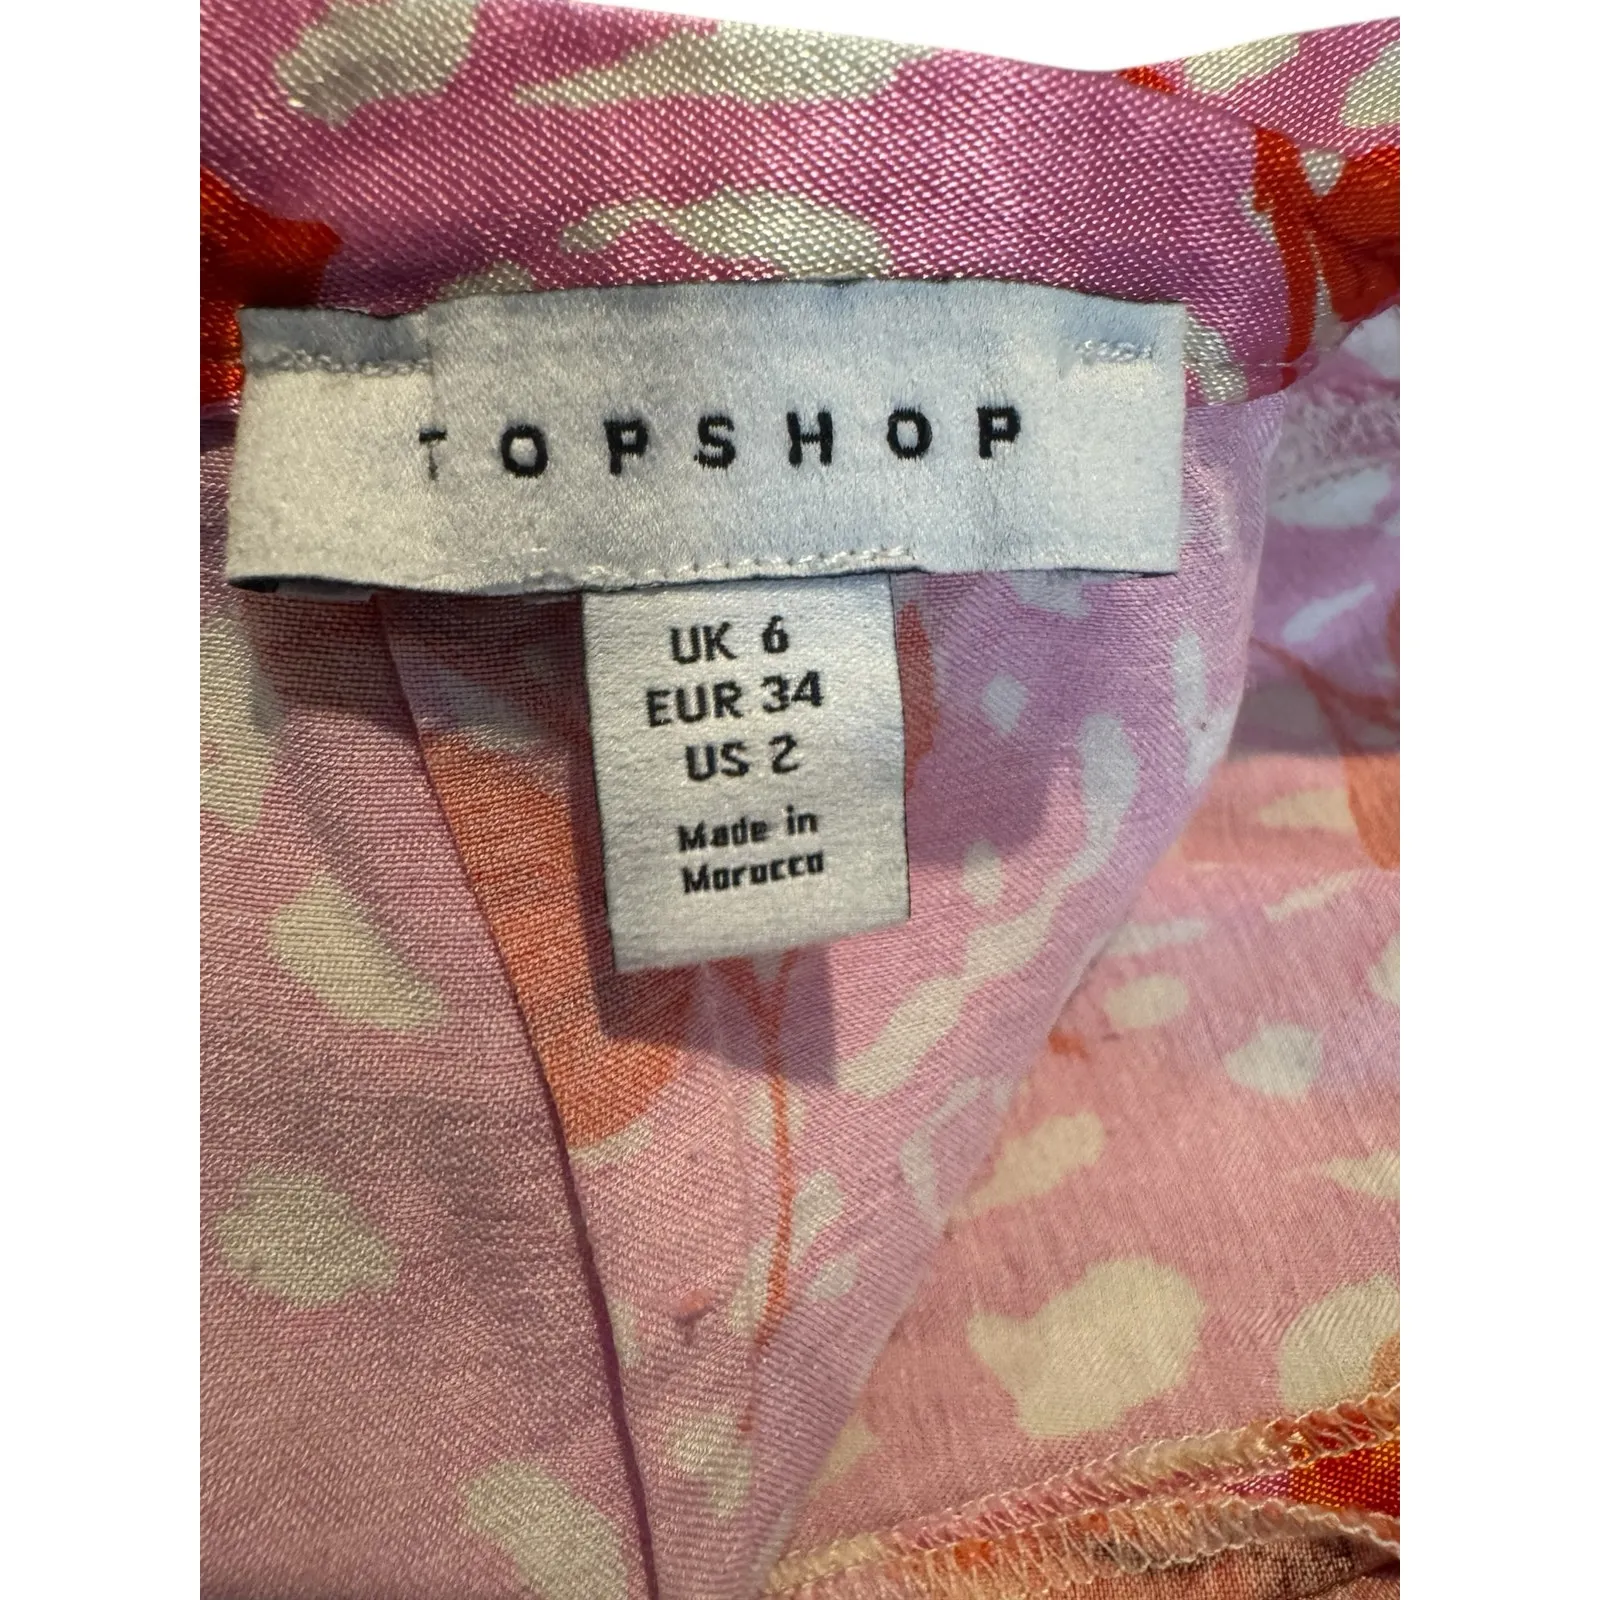 TOPSHOP
UK 6
EUR 34
US 2
Made in
Morocco